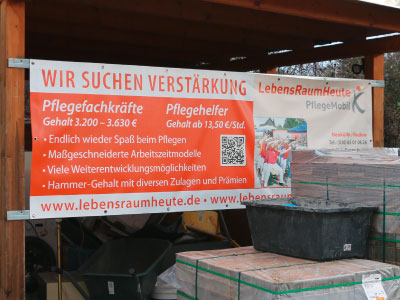 WIR SUCHEN VERSTÄRKUNG
Pflegefachkräfte
Gehalt 3.200 – 3.630 €
Pflegehelfer
Gehalt ab 13,50 €/Std.
• Endlich wieder Spaß beim Pflegen
• Maßgeschneiderte Arbeitszeitmodelle
• Viele Weiterentwicklungsmöglichkeiten
• Hammer-Gehalt mit diversen Zulagen und Prämien
www.lebensraumheute.de • www.lebensrau
LebensRaumHeute
PflegeMobil